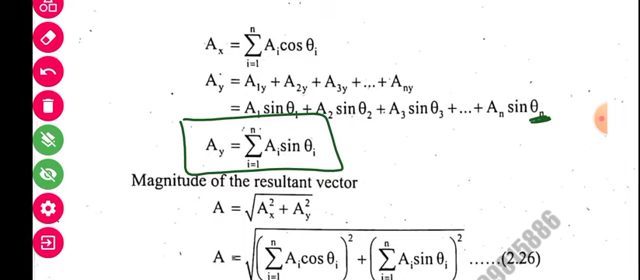 A_x = \sum_{i=1}^{n} A_i cos θ_i
A_y = A_{1y} + A_{2y} + A_{3y} + ... + A_{ny}
= A_1 sin θ_1 + A_2 sin θ_2 + A_3 sin θ_3 + ... + A_n sin θ_n
A_y = \sum_{i=1}^{n} A_i sin θ_i
Magnitude of the resultant vector
A = \sqrt{A_x^2 + A_y^2}
A = \sqrt{(\sum_{i=1}^{n} A_i cos θ_i)^2 + (\sum_{i=1}^{n} A_i sin θ_i)^2} ......(2.26)